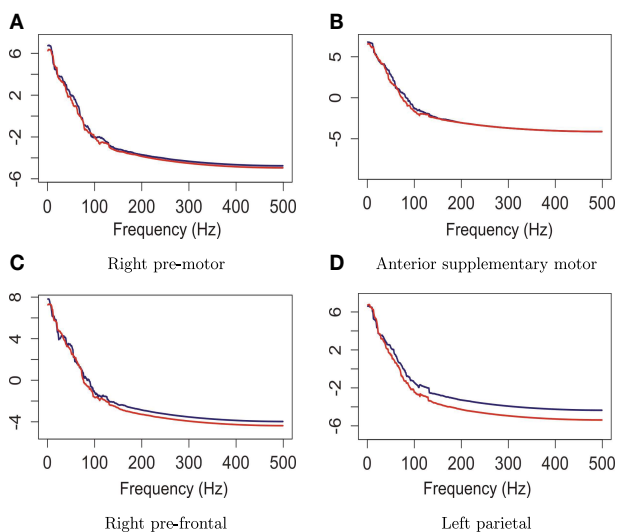 A
6
2
-2
-6
0 100 200 300 400 500
Frequency (Hz)
Right pre-motor
B
5
0
-5
0 100 200 300 400 500
Frequency (Hz)
Anterior supplementary motor
C
8
4
0
-4
0 100 200 300 400 500
Frequency (Hz)
Right pre-frontal
D
6
2
-2
-6
0 100 200 300 400 500
Frequency (Hz)
Left parietal